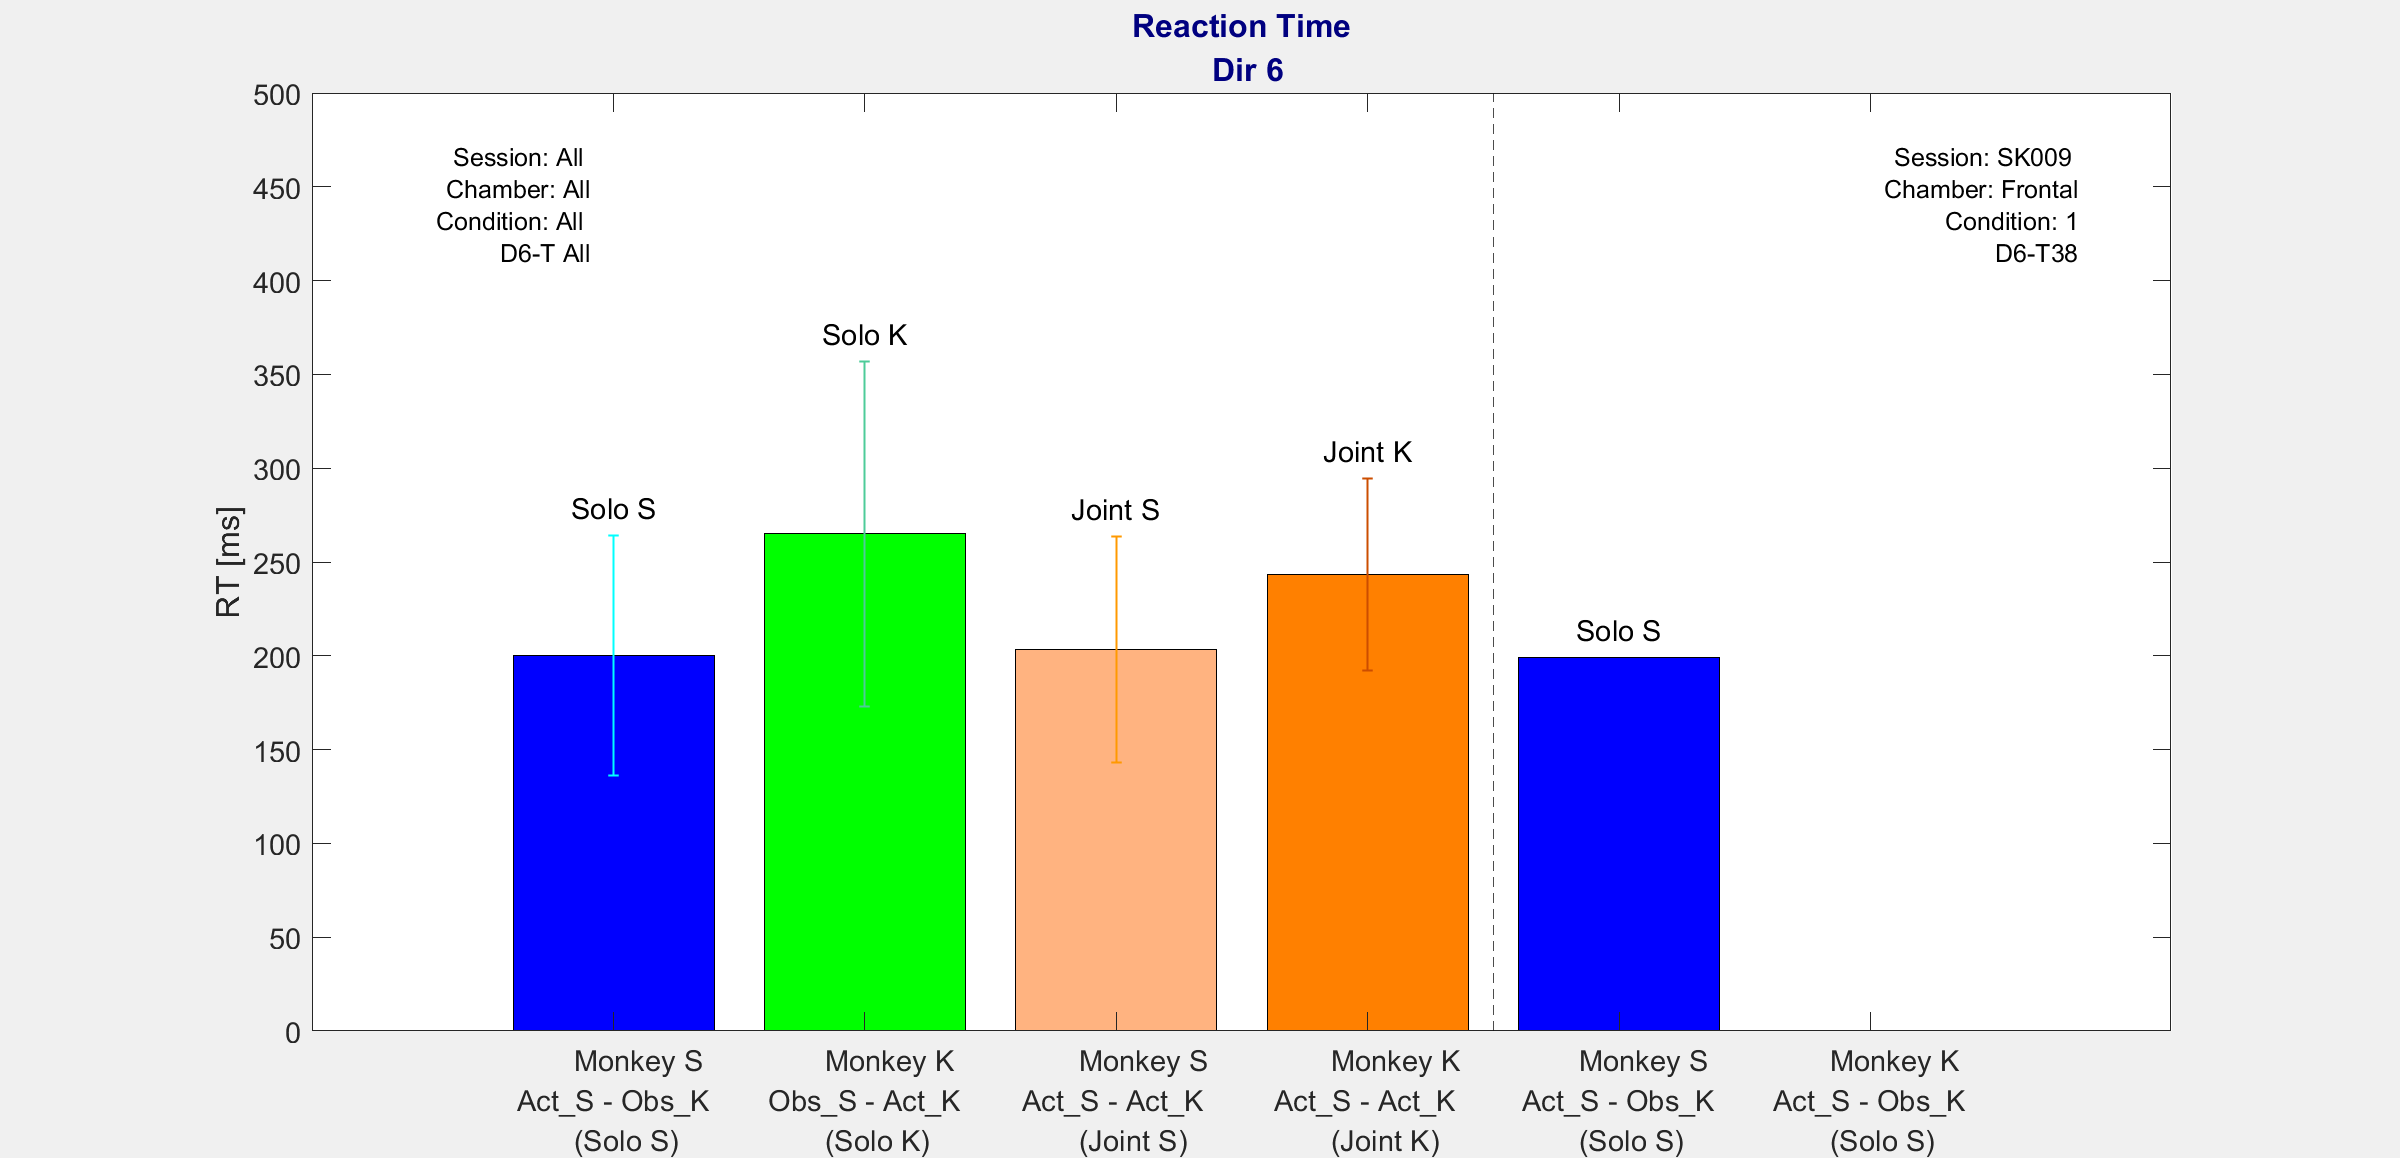 Reaction Time
Dir 6
500
450
400
350
300
250
200
150
100
50
0
RT [ms]
Session: All
Chamber: All
Condition: All
D6-T All
Session: SK009
Chamber: Frontal
Condition: 1
D6-T38
Solo S
Solo K
Joint S
Joint K
Solo S
Monkey S
Act_S - Obs_K
(Solo S)
Monkey K
Obs_S - Act_K
(Solo K)
Monkey S
Act_S - Act_K
(Joint S)
Monkey K
Act_S - Act_K
(Joint K)
Monkey S
Act_S - Obs_K
(Solo S)
Monkey K
Act_S - Obs_K
(Solo S)